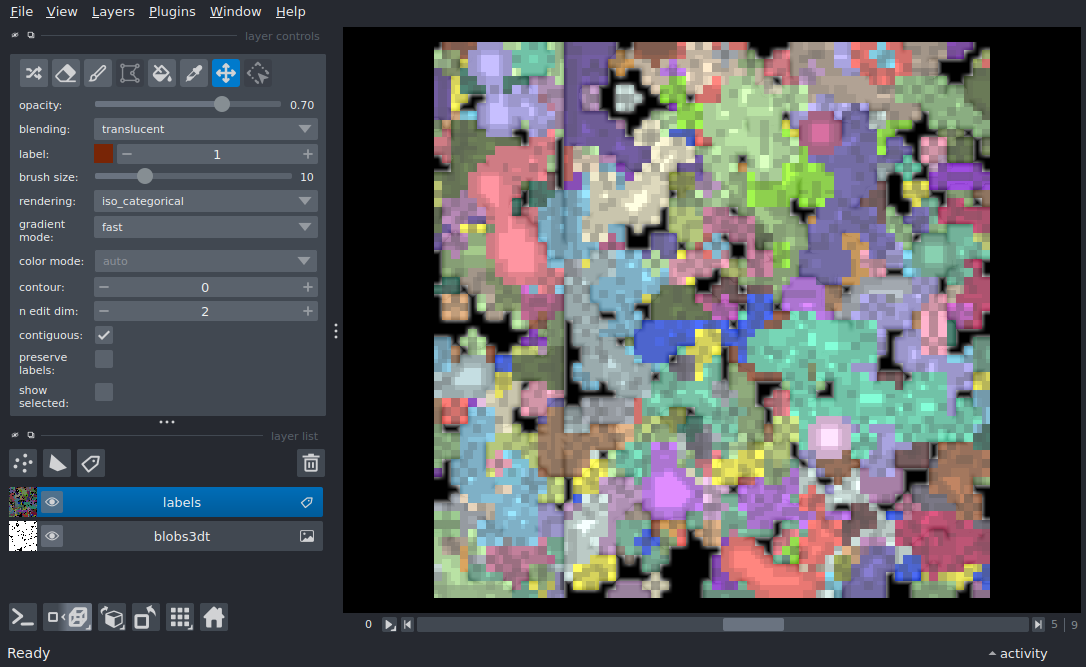 File View Layers Plugins Window Help
layer controls
opacity: 0.70
blending: translucent
label: 1
brush size: 10
rendering: iso_categorical
gradient mode: fast
color mode: auto
contour: 0
n edit dim: 2
contiguous:
preserve labels:
show selected:
layer list
labels
blobs3dt
0 5 | 9
Ready activity